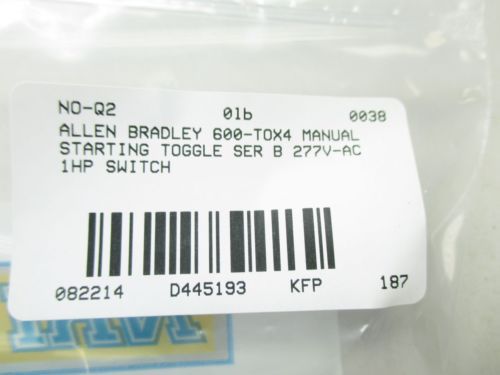 NO-Q2 01b 0038
ALLEN BRADLEY 600-TOX4 MANUAL
STARTING TOGGLE SER B 277V-AC
1HP SWITCH
082214 D445193 KFP 187